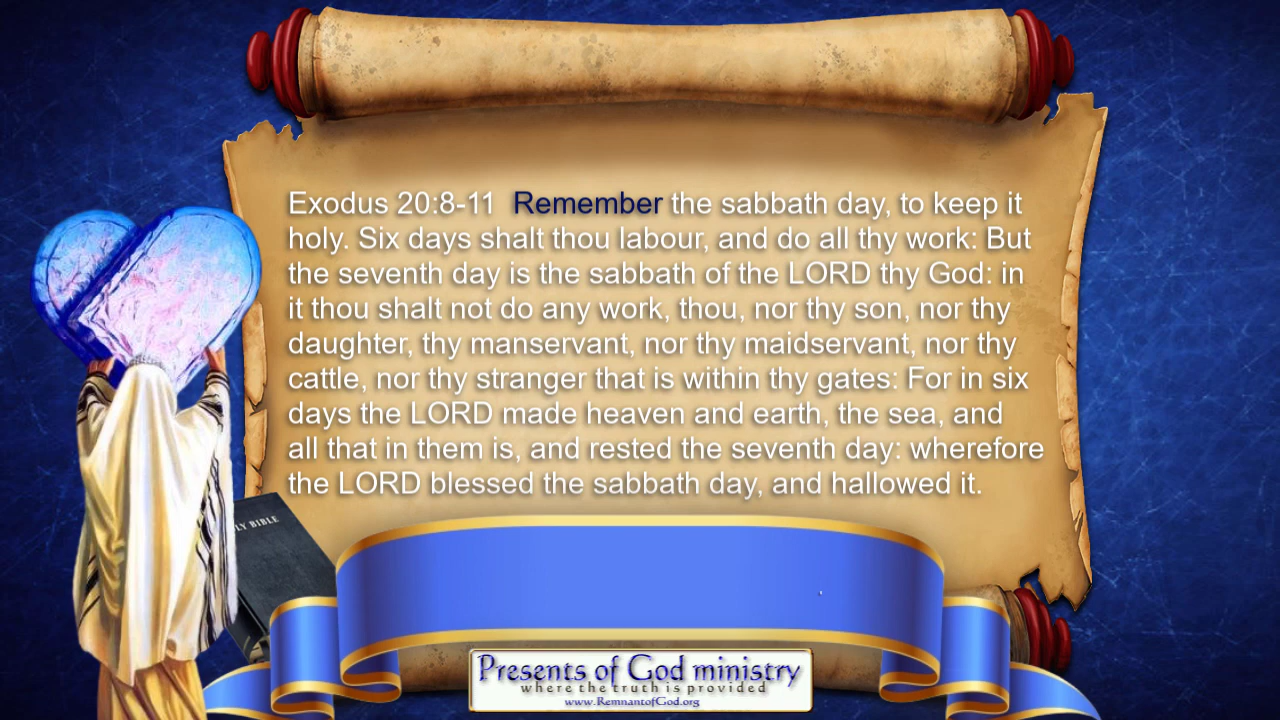 Exodus 20:8-11  Remember the sabbath day, to keep it
holy. Six days shalt thou labour, and do all thy work: But
the seventh day is the sabbath of the LORD thy God: in
it thou shalt not do any work, thou, nor thy son, nor thy
daughter, thy manservant, nor thy maidservant, nor thy
cattle, nor thy stranger that is within thy gates: For in six
days the LORD made heaven and earth, the sea, and
all that in them is, and rested the seventh day: wherefore
the LORD blessed the sabbath day, and hallowed it.
LY BIBLE
Presents of God ministry
where the truth is provided
www.RemnantofGod.org